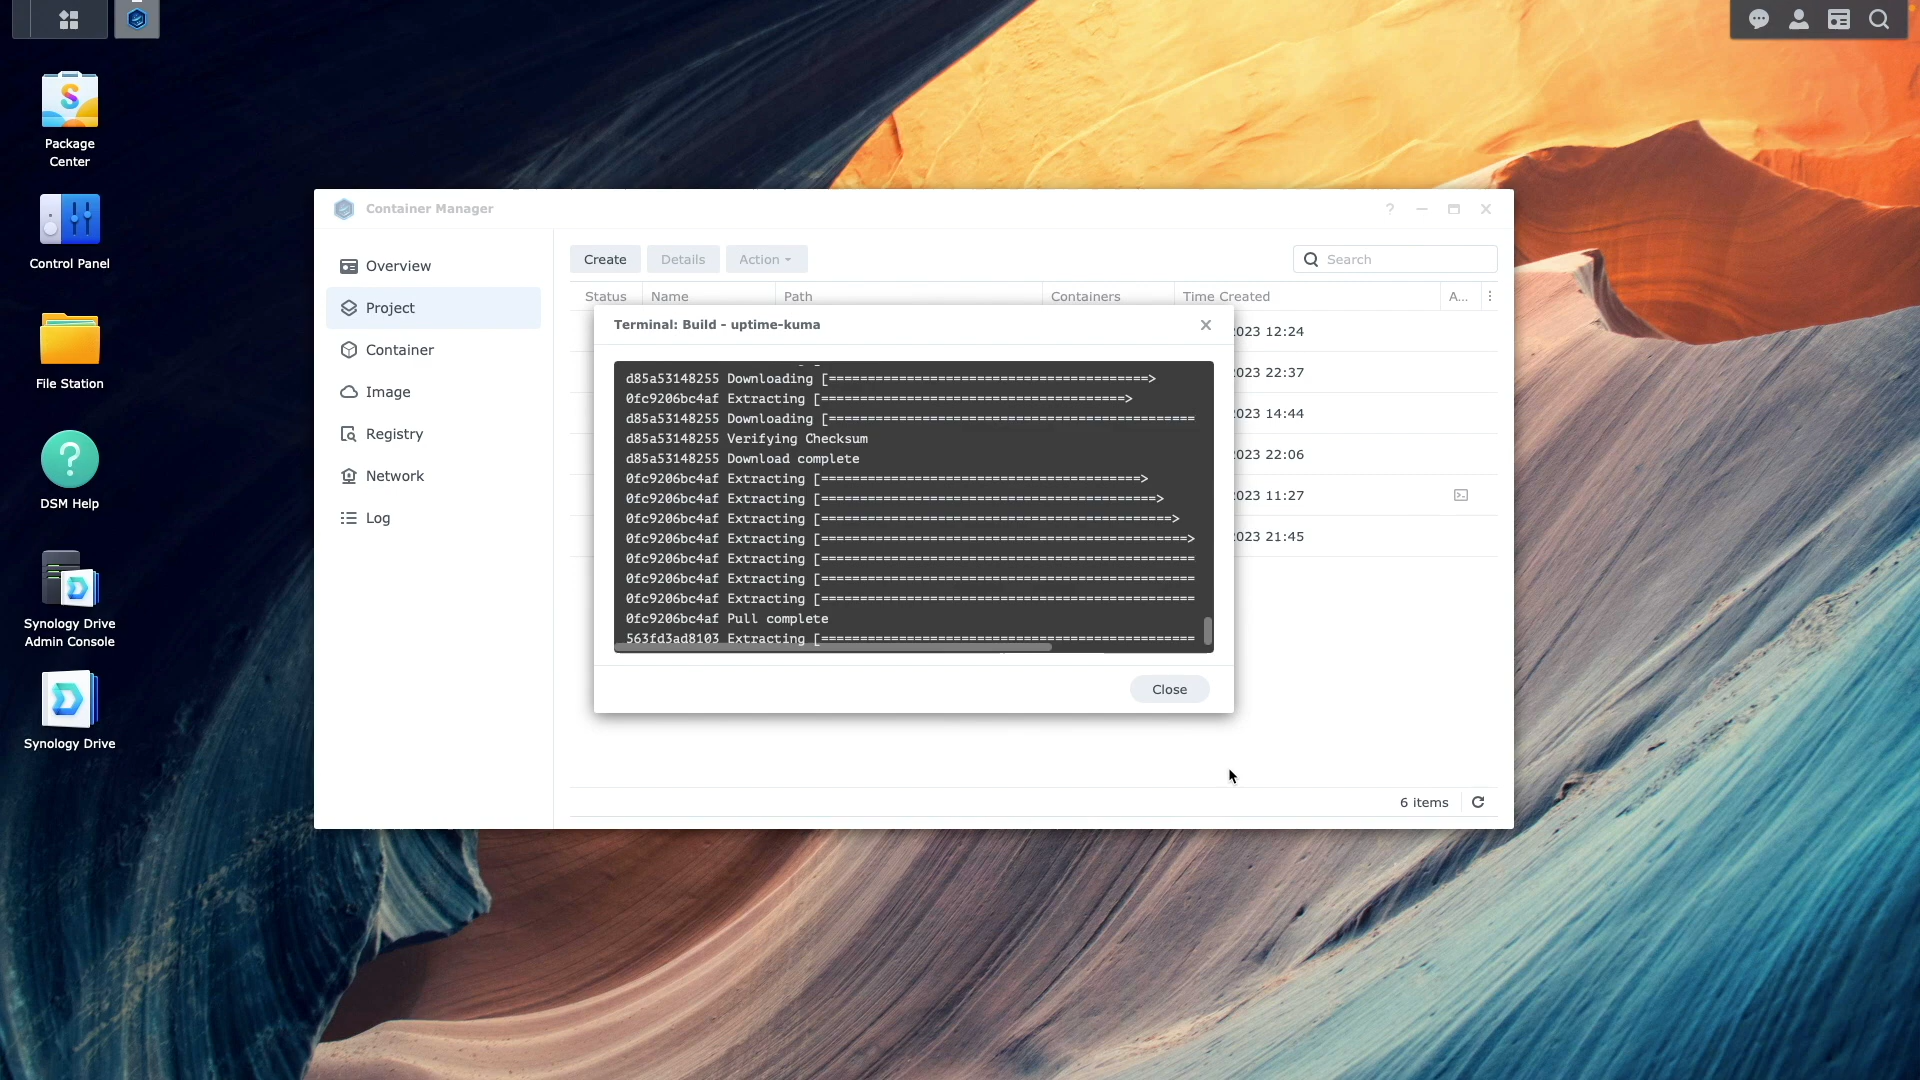 Package
Center
Control Panel
File Station
DSM Help
Synology Drive
Admin Console
Synology Drive
Container Manager
Overview
Project
Container
Image
Registry
Network
Log
Create Details Action
Search
Status Name Path Containers Time Created A...
023 12:24
023 22:37
023 14:44
023 22:06
023 11:27
023 21:45
Terminal: Build - uptime-kuma
d85a53148255 Downloading [=========================================>
0fc9206bc4af Extracting [=======================================>
d85a53148255 Downloading [===============================================
d85a53148255 Verifying Checksum
d85a53148255 Download complete
0fc9206bc4af Extracting [=========================================>
0fc9206bc4af Extracting [===========================================>
0fc9206bc4af Extracting [=============================================>
0fc9206bc4af Extracting [===============================================>
0fc9206bc4af Extracting [================================================
0fc9206bc4af Extracting [================================================
0fc9206bc4af Extracting [================================================
0fc9206bc4af Pull complete
563fd3ad8103 Extracting [================================================
Close
6 items